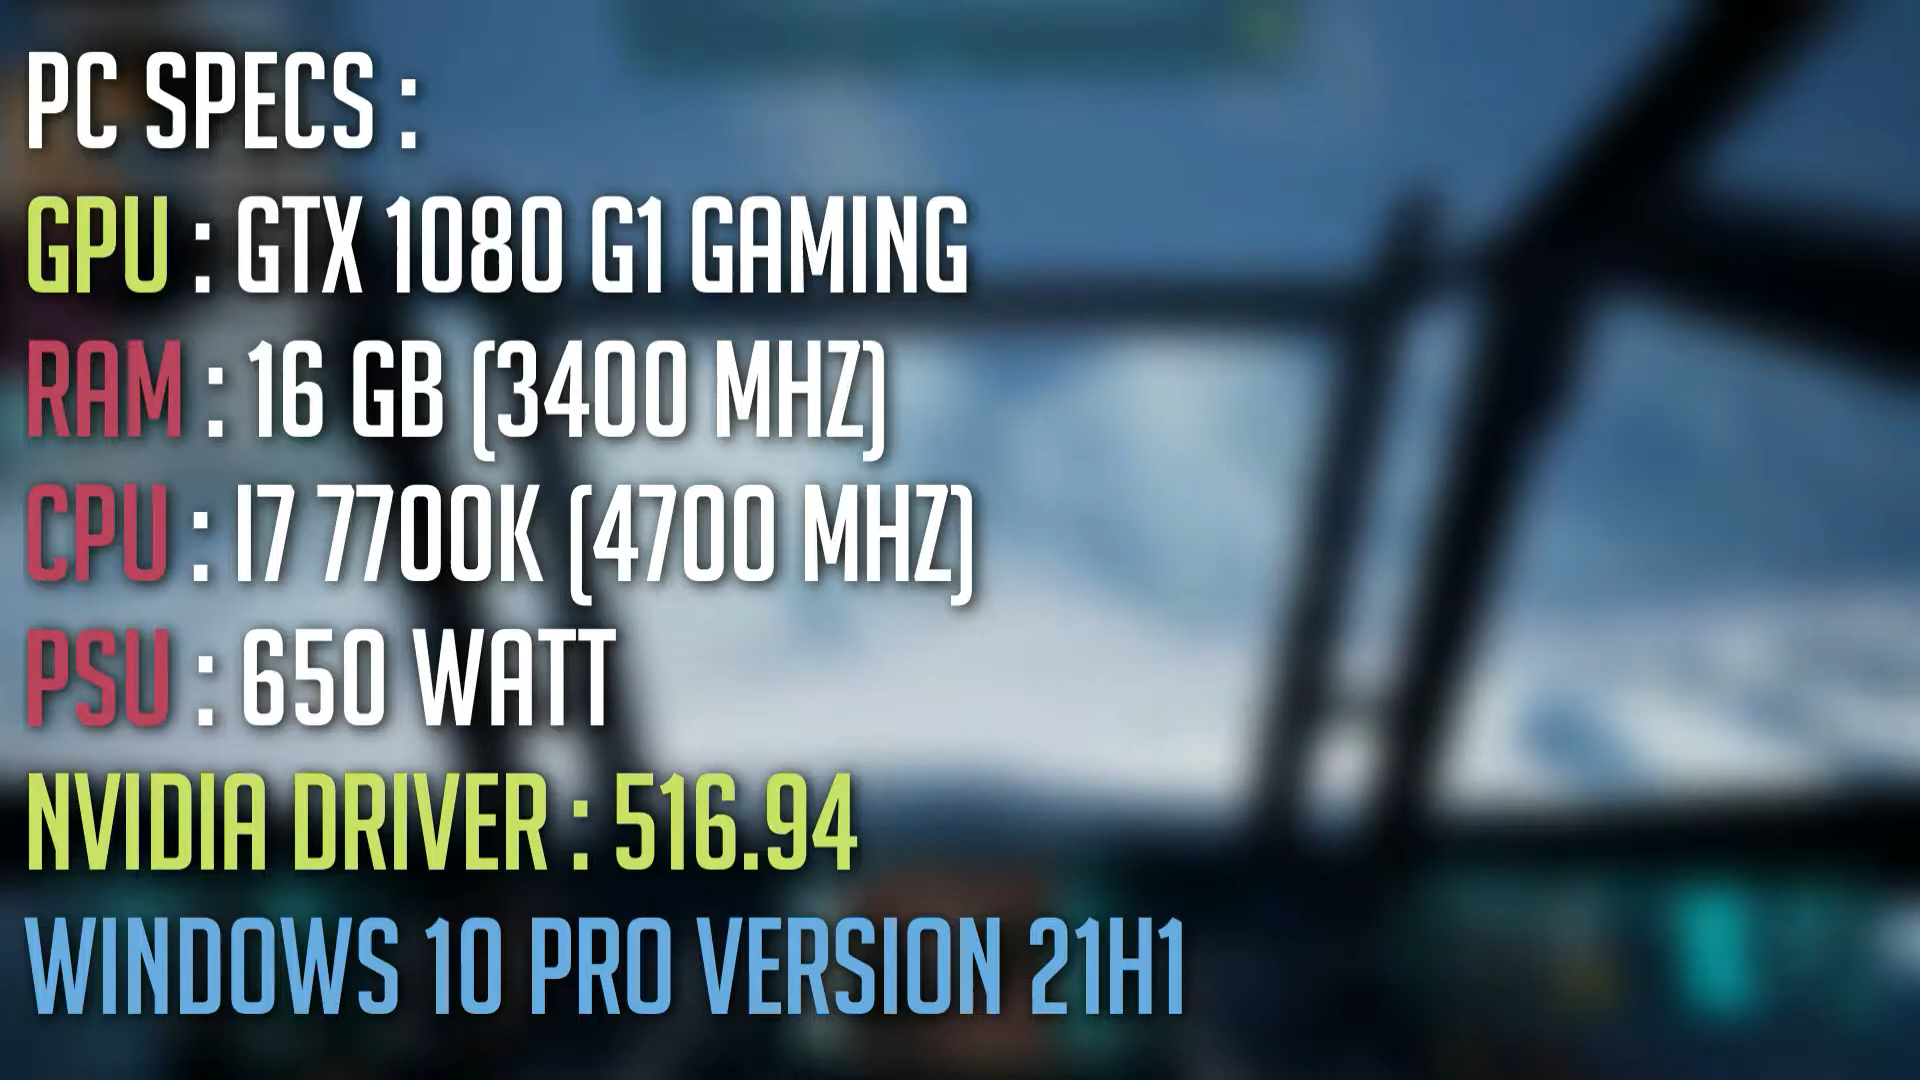 PC SPECS :
GPU : GTX 1080 G1 GAMING
RAM : 16 GB (3400 MHZ)
CPU : I7 7700K (4700 MHZ)
PSU : 650 WATT
NVIDIA DRIVER : 516.94
WINDOWS 10 PRO VERSION 21H1